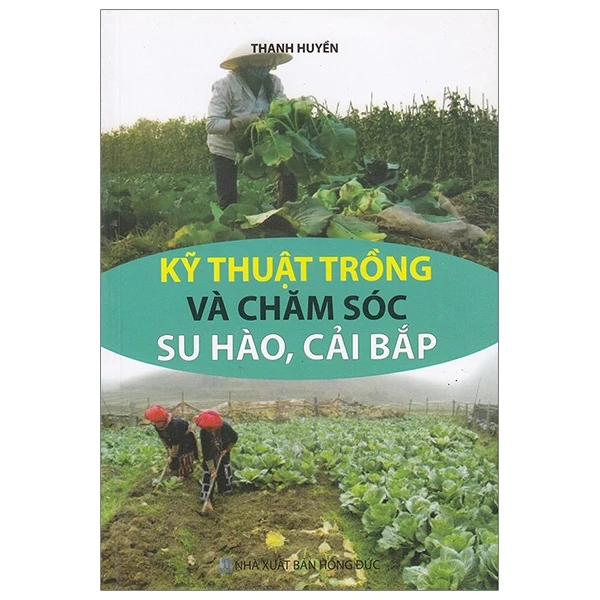 THANH HUYỀN
KỸ THUẬT TRỒNG
VÀ CHĂM SÓC
SU HÀO, CẢI BẮP
NHÀ XUẤT BẢN HỒNG ĐỨC